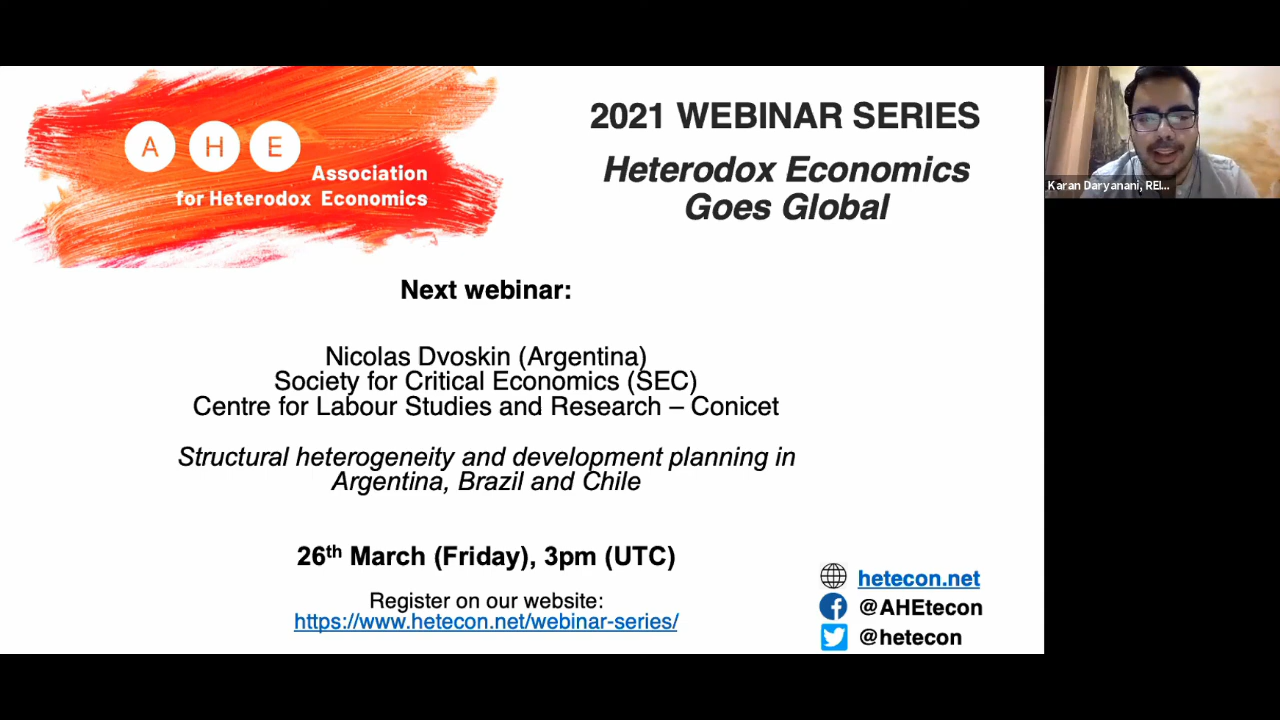 A H E
Association
for Heterodox Economics
2021 WEBINAR SERIES
Heterodox Economics
Goes Global
Karan Daryanani, REI...
Next webinar:
Nicolas Dvoskin (Argentina)
Society for Critical Economics (SEC)
Centre for Labour Studies and Research – Conicet
Structural heterogeneity and development planning in
Argentina, Brazil and Chile
26th March (Friday), 3pm (UTC)
Register on our website:
https://www.hetecon.net/webinar-series/
hetecon.net
@AHEtecon
@hetecon